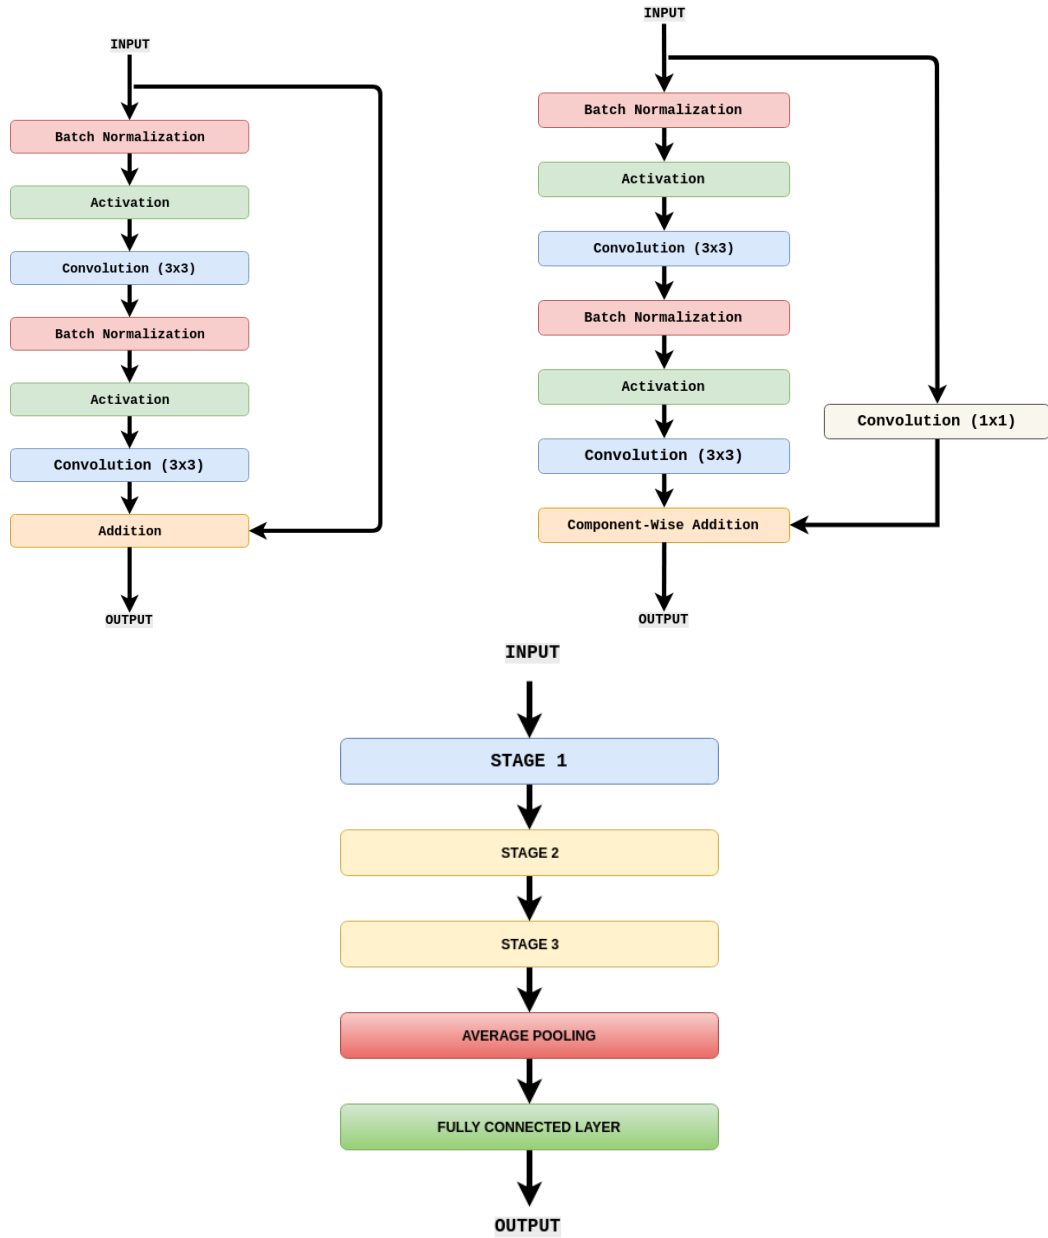 INPUT
Batch Normalization
Activation
Convolution (3x3)
Batch Normalization
Activation
Convolution (3x3)
Addition
OUTPUT
INPUT
Batch Normalization
Activation
Convolution (3x3)
Batch Normalization
Activation
Convolution (3x3)
Convolution (1x1)
Component-Wise Addition
OUTPUT
INPUT
STAGE 1
STAGE 2
STAGE 3
AVERAGE POOLING
FULLY CONNECTED LAYER
OUTPUT